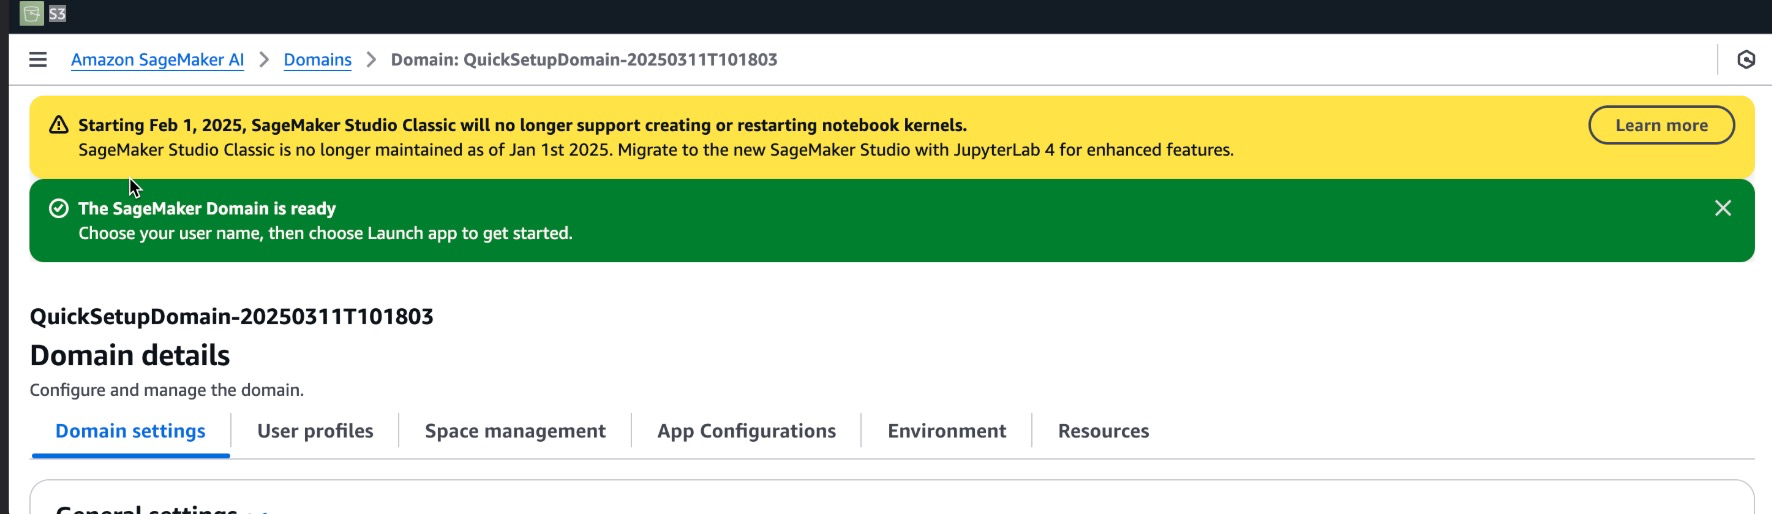 S3
Amazon SageMaker AI > Domains > Domain: QuickSetupDomain-20250311T101803
Starting Feb 1, 2025, SageMaker Studio Classic will no longer support creating or restarting notebook kernels.
Learn more
SageMaker Studio Classic is no longer maintained as of Jan 1st 2025. Migrate to the new SageMaker Studio with JupyterLab 4 for enhanced features.
The SageMaker Domain is ready
Choose your user name, then choose Launch app to get started.
QuickSetupDomain-20250311T101803
Domain details
Configure and manage the domain.
Domain settings User profiles Space management App Configurations Environment Resources
General settings